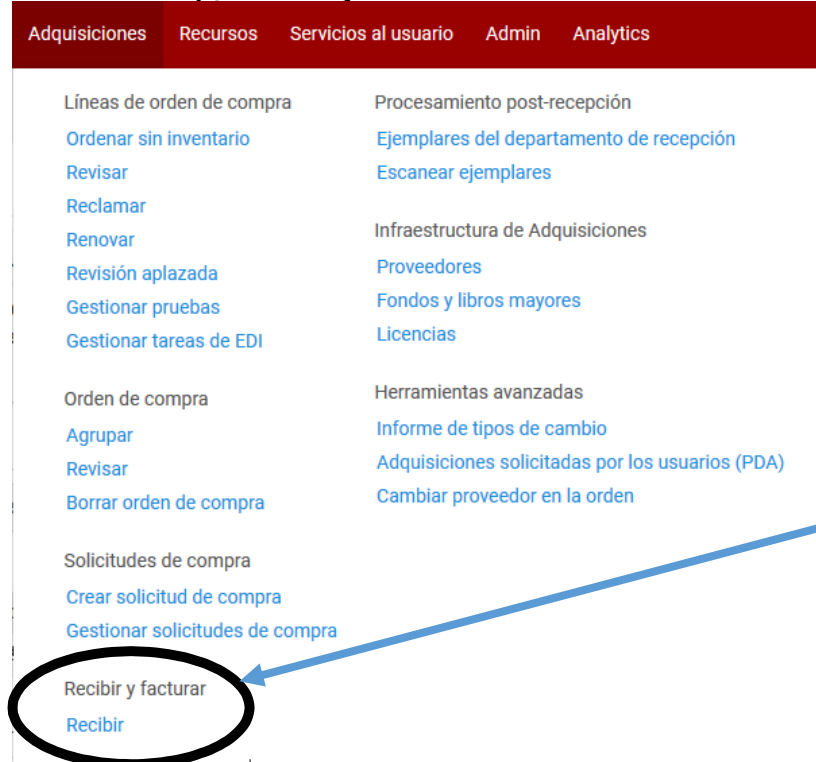 Adquisiciones Recursos Servicios al usuario Admin Analytics
Líneas de orden de compra
Ordenar sin inventario
Revisar
Reclamar
Renovar
Revisión aplazada
Gestionar pruebas
Gestionar tareas de EDI
Orden de compra
Agrupar
Revisar
Borrar orden de compra
Solicitudes de compra
Crear solicitud de compra
Gestionar solicitudes de compra
Recibir y facturar
Recibir
Procesamiento post-recepción
Ejemplares del departamento de recepción
Escanear ejemplares
Infraestructura de Adquisiciones
Proveedores
Fondos y libros mayores
Licencias
Herramientas avanzadas
Informe de tipos de cambio
Adquisiciones solicitadas por los usuarios (PDA)
Cambiar proveedor en la orden